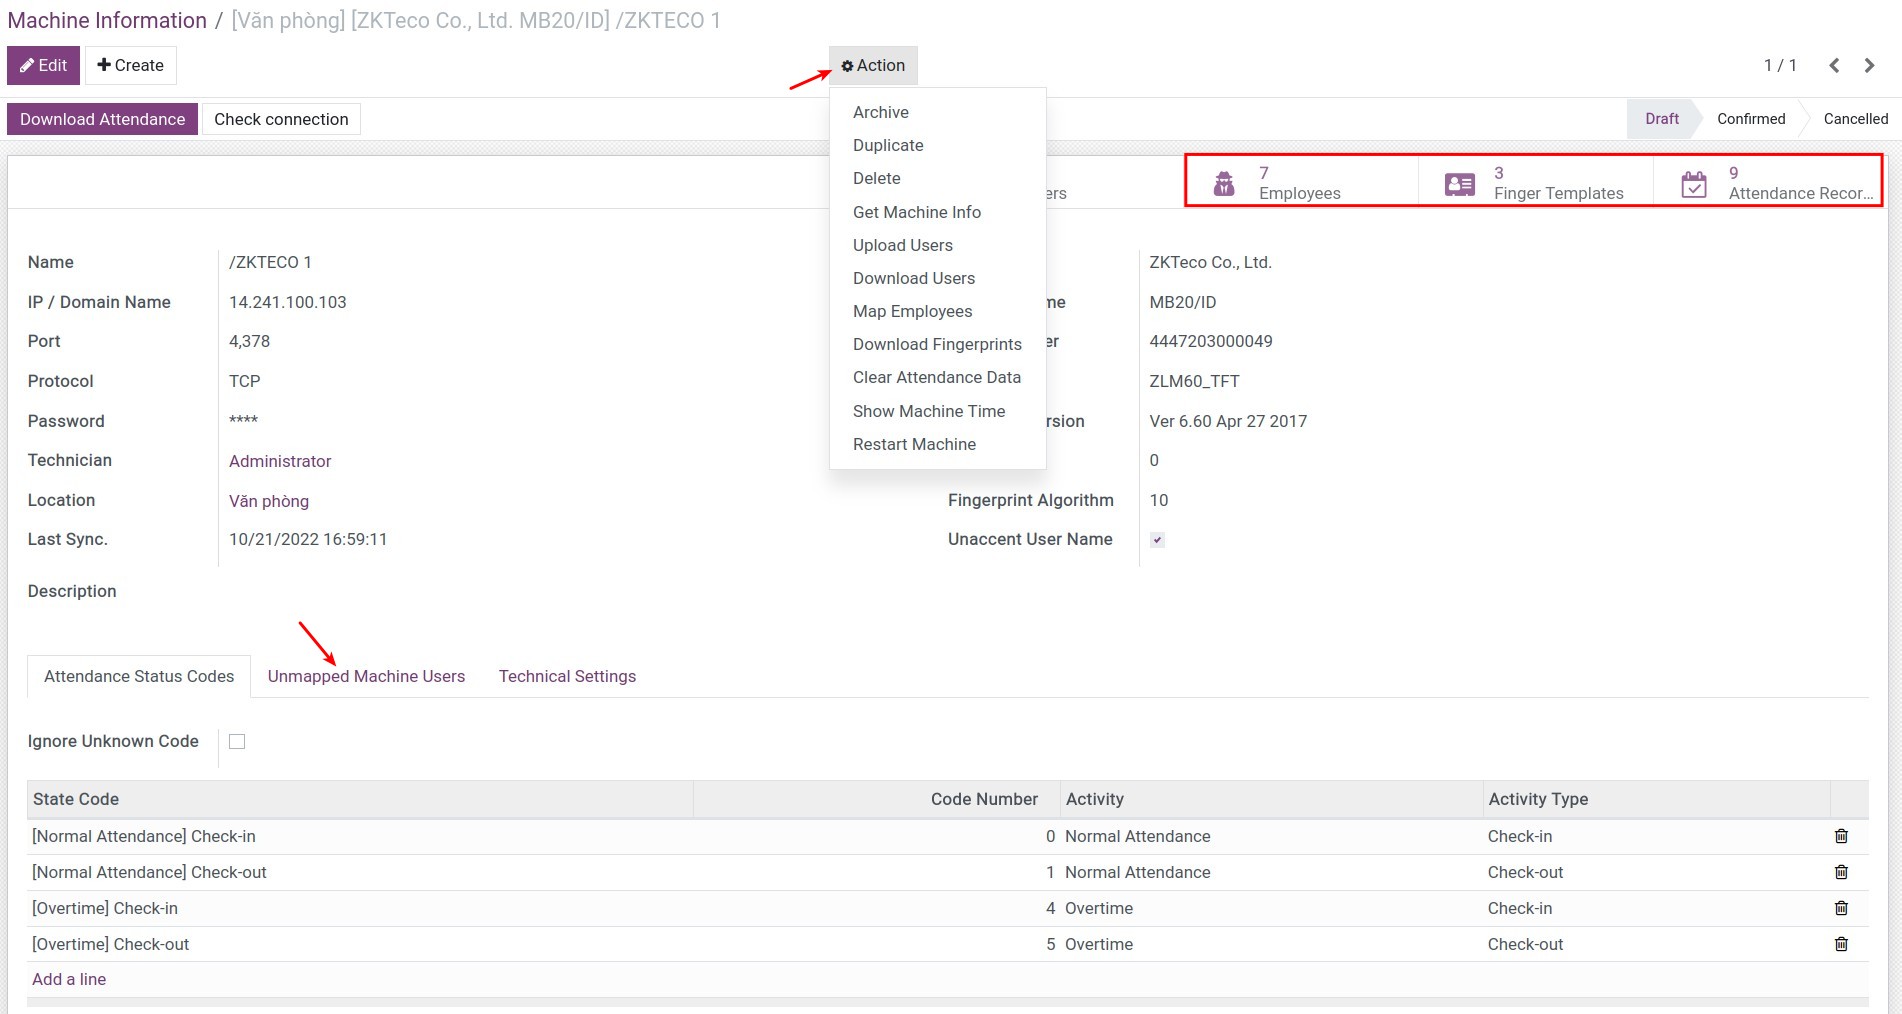 Machine Information / [Văn phòng] [ZKTeco Co., Ltd. MB20/ID] /ZKTECO 1
Edit Create Action 1 / 1
Download Attendance Check connection Draft Confirmed Cancelled
Archive
Duplicate
Delete
Get Machine Info
Upload Users
Download Users
Map Employees
Download Fingerprints
Clear Attendance Data
Show Machine Time
Restart Machine
ers
7
Employees
3
Finger Templates
9
Attendance Recor...
Name /ZKTECO 1
IP / Domain Name 14.241.100.103
Port 4,378
Protocol TCP
Password ****
Technician Administrator
Location Văn phòng
Last Sync. 10/21/2022 16:59:11
Description
ZKTeco Co., Ltd.
me MB20/ID
er 4447203000049
ZLM60_TFT
rsion Ver 6.60 Apr 27 2017
0
Fingerprint Algorithm 10
Unaccent User Name
Attendance Status Codes Unmapped Machine Users Technical Settings
Ignore Unknown Code
State Code Code Number Activity Activity Type
[Normal Attendance] Check-in 0 Normal Attendance Check-in
[Normal Attendance] Check-out 1 Normal Attendance Check-out
[Overtime] Check-in 4 Overtime Check-in
[Overtime] Check-out 5 Overtime Check-out
Add a line